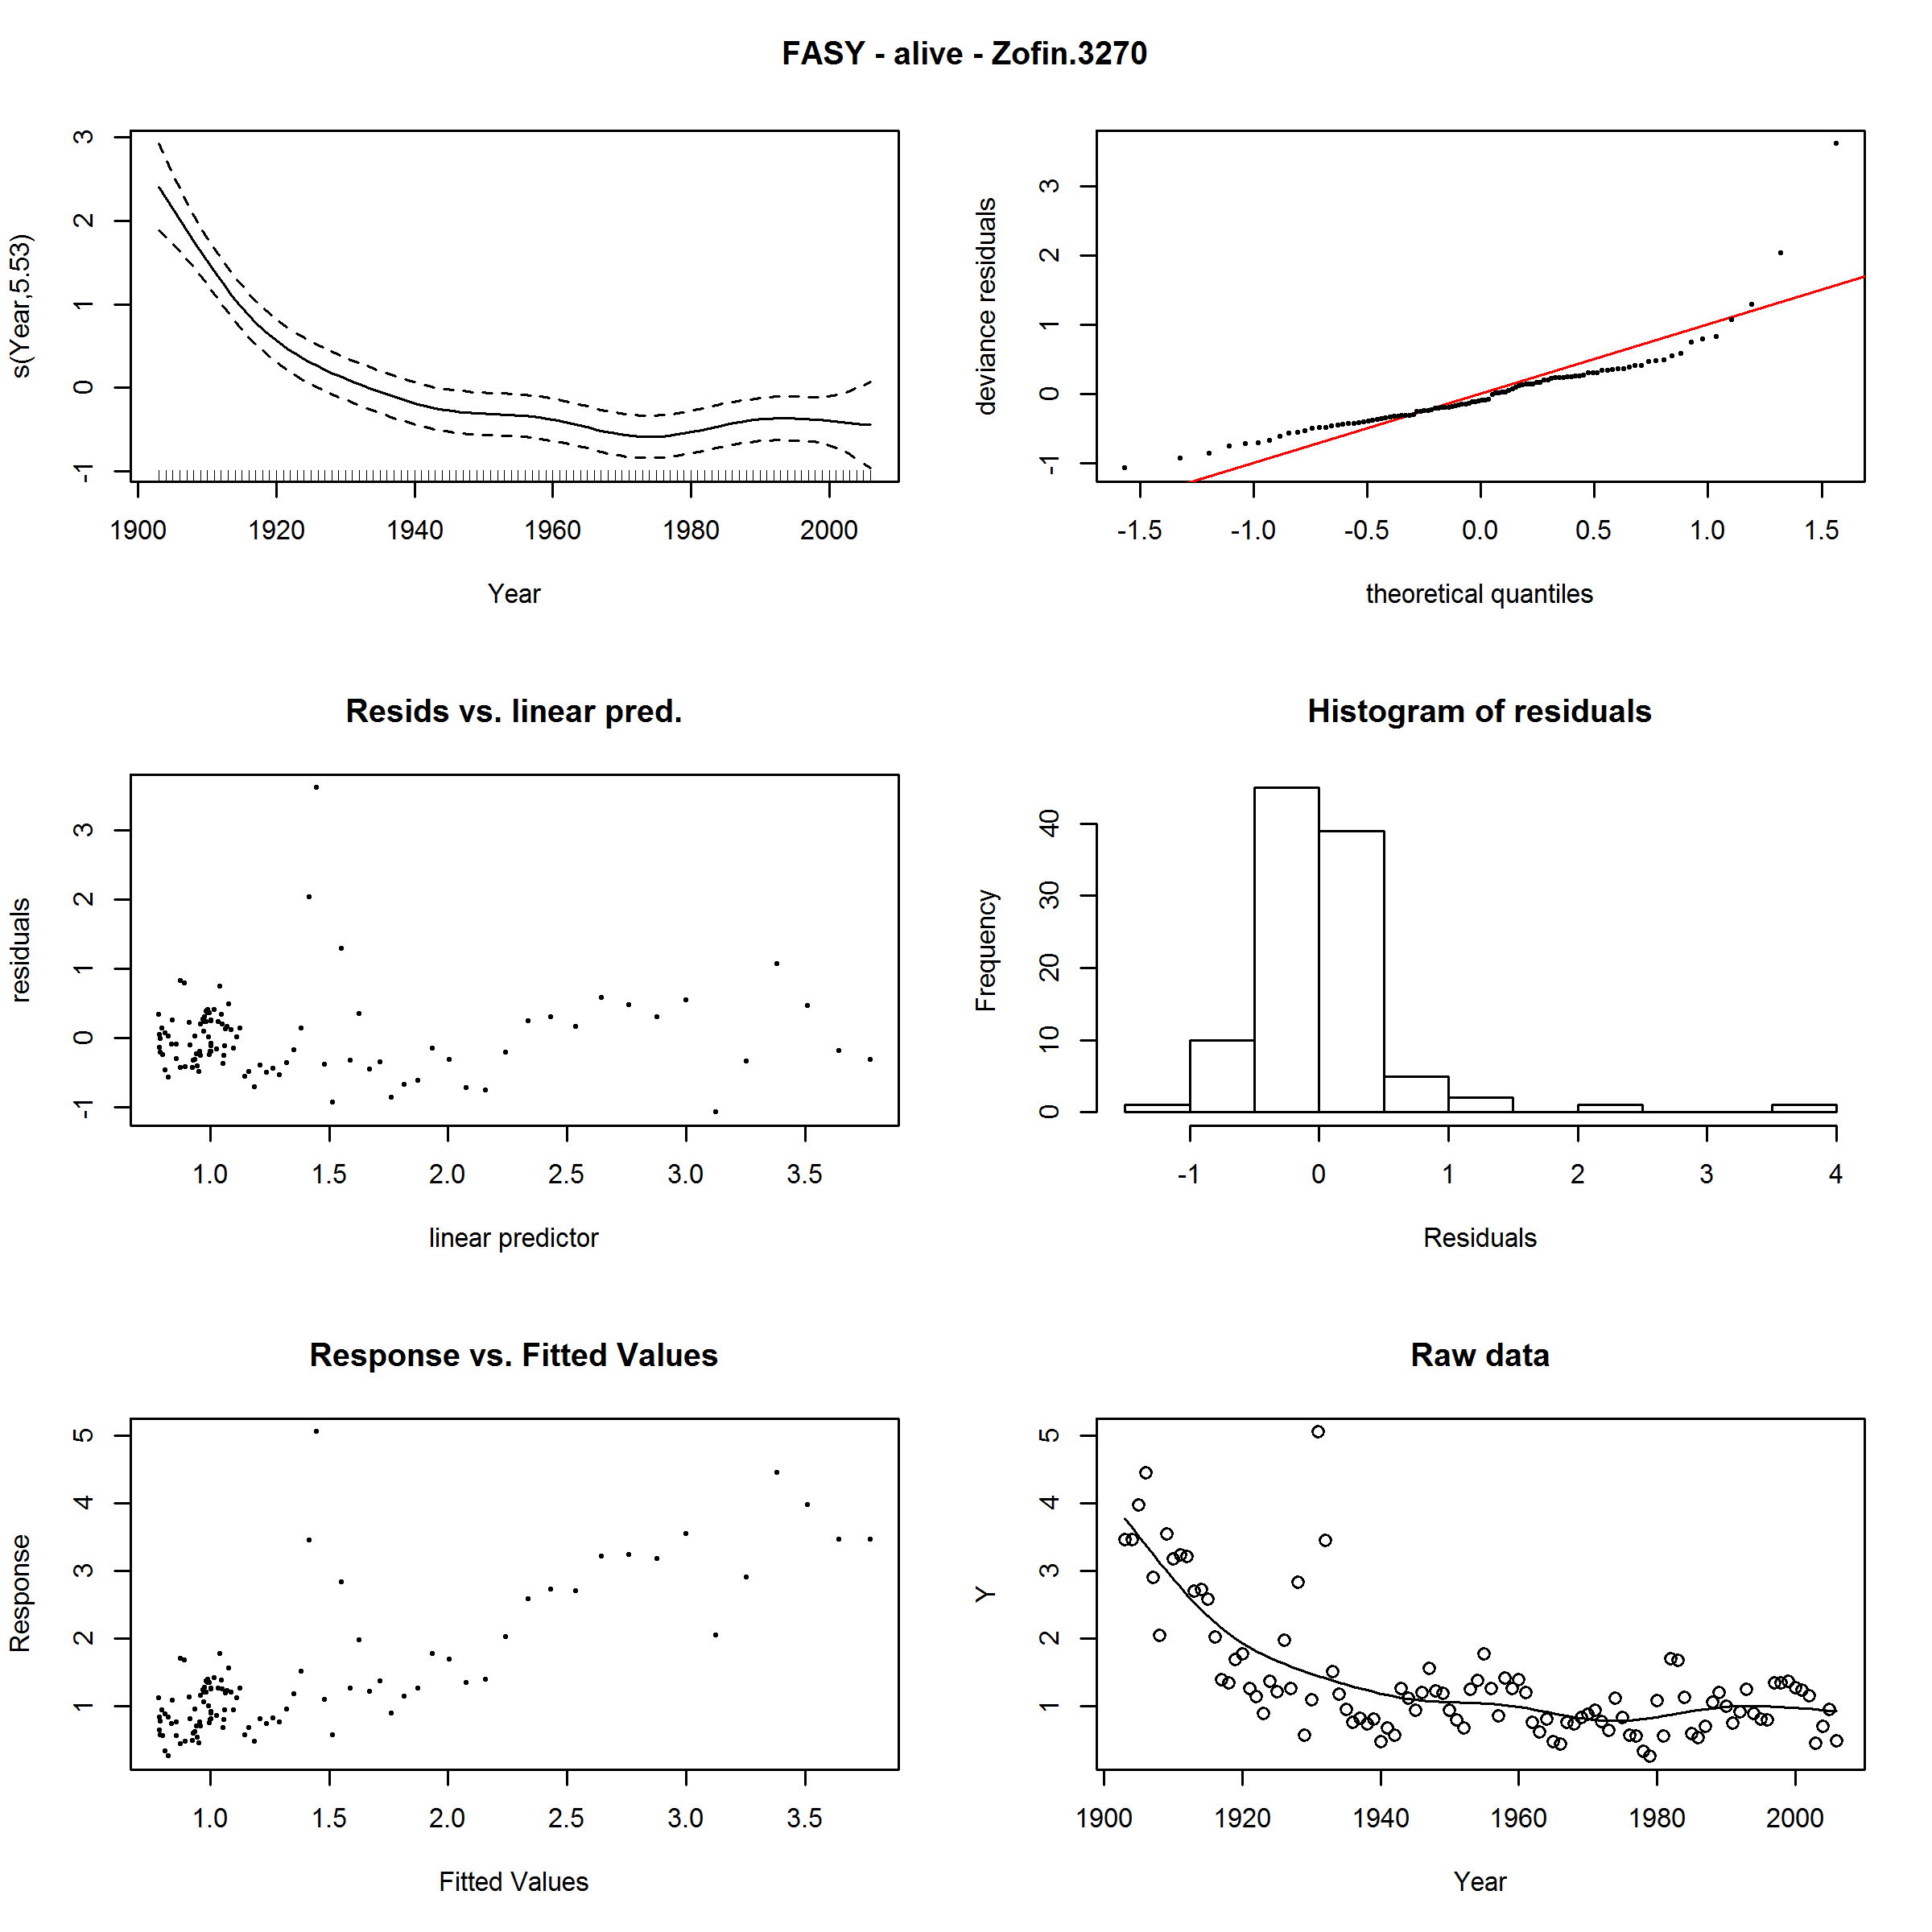 FASY - alive - Zofin.3270
s(Year,5.53)
3
2
1
0
-1
1900 1920 1940 1960 1980 2000
Year
deviance residuals
3
2
1
0
-1
-1.5 -1.0 -0.5 0.0 0.5 1.0 1.5
theoretical quantiles
Resids vs. linear pred.
residuals
3
2
1
0
-1
1.0 1.5 2.0 2.5 3.0 3.5
linear predictor
Histogram of residuals
Frequency
40
30
20
10
0
-1 0 1 2 3 4
Residuals
Response vs. Fitted Values
Response
5
4
3
2
1
1.0 1.5 2.0 2.5 3.0 3.5
Fitted Values
Raw data
Y
5
4
3
2
1
1900 1920 1940 1960 1980 2000
Year